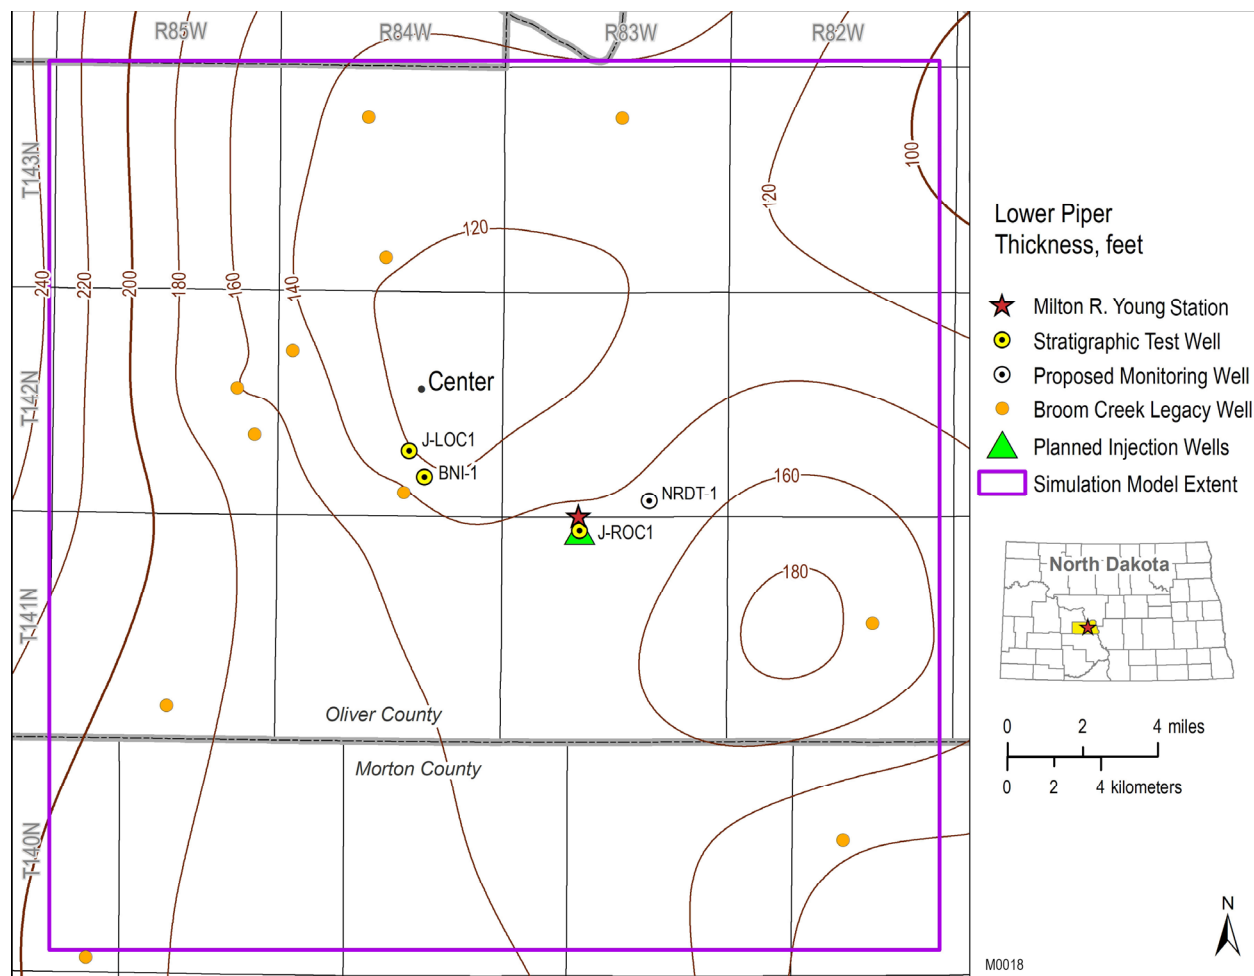 R85W
R84W
R83W
R82W
T143N
T142N
T141N
T140N
100
120
120
240
220
200
180
160
140
Center
J-LOC1
BNI-1
NRDT-1
J-ROC1
160
180
Oliver County
Morton County
Lower Piper
Thickness, feet
Milton R. Young Station
Stratigraphic Test Well
Proposed Monitoring Well
Broom Creek Legacy Well
Planned Injection Wells
Simulation Model Extent
North Dakota
0 2 4 miles
0 2 4 kilometers
N
M0018